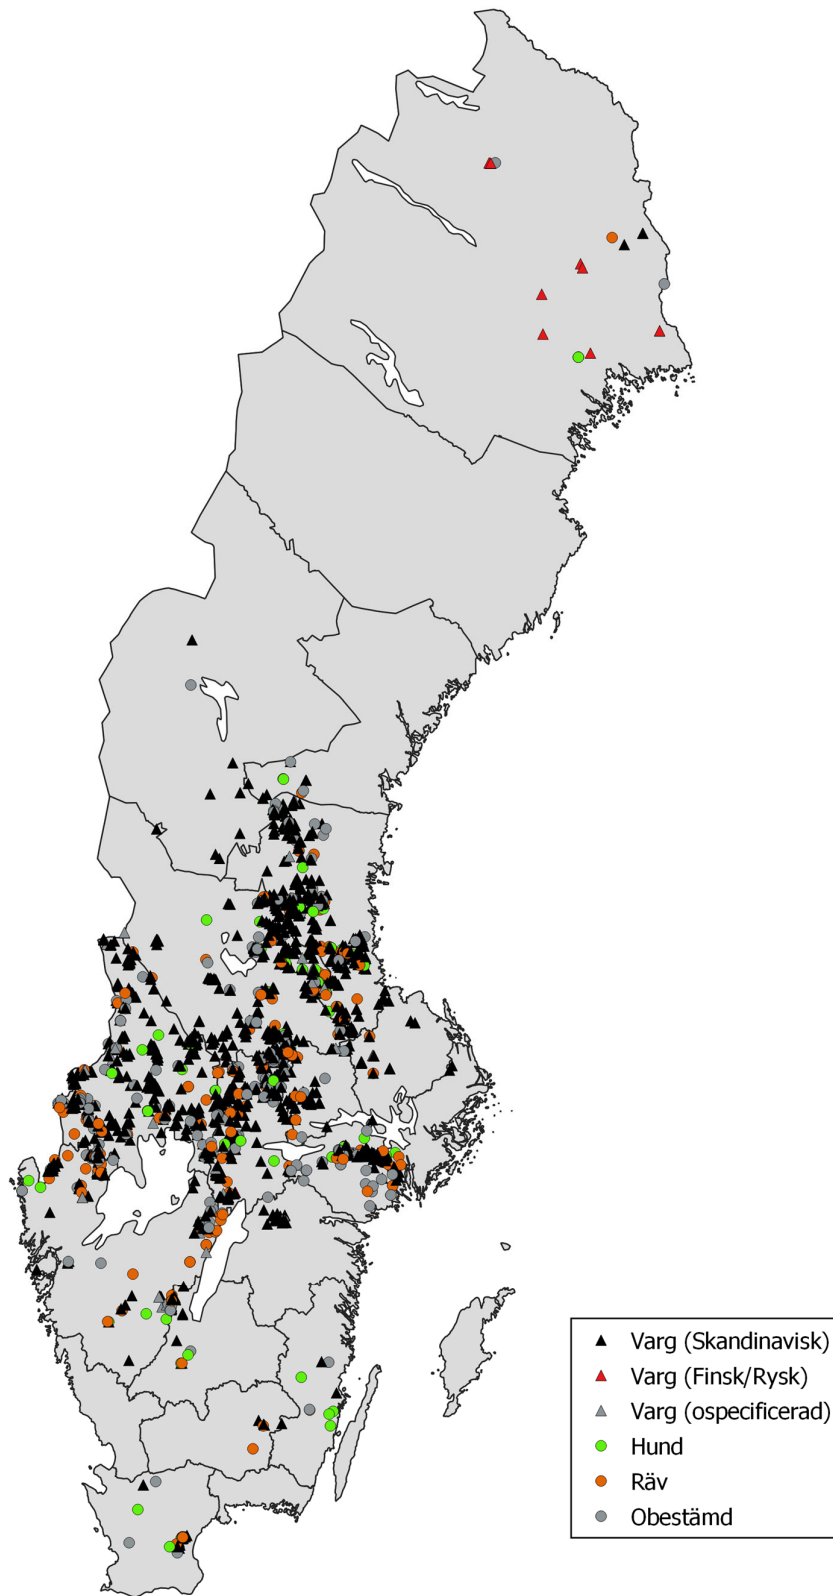 Varg (Skandinavisk)
Varg (Finsk/Rysk)
Varg (ospecificerad)
Hund
Räv
Obestämd